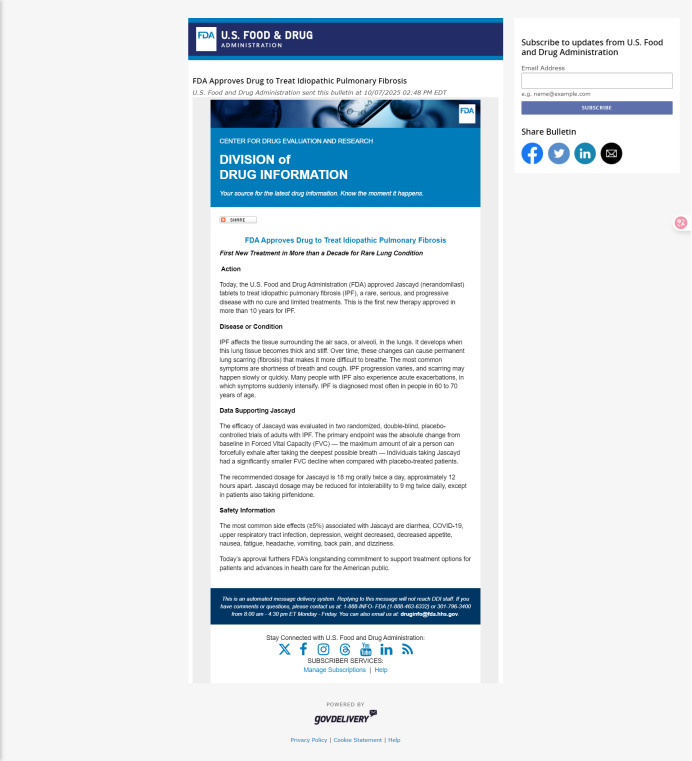 FDA U.S. FOOD & DRUG
ADMINISTRATION
FDA Approves Drug to Treat Idiopathic Pulmonary Fibrosis
U.S. Food and Drug Administration sent this bulletin at 10/07/2025 02:48 PM EDT
FDA
CENTER FOR DRUG EVALUATION AND RESEARCH
DIVISION of
DRUG INFORMATION
Your source for the latest drug information. Know the moment it happens.
SHARE
FDA Approves Drug to Treat Idiopathic Pulmonary Fibrosis
First New Treatment in More than a Decade for Rare Lung Condition
Action
Today, the U.S. Food and Drug Administration (FDA) approved Jascayd (nerandomilast)
tablets to treat idiopathic pulmonary fibrosis (IPF), a rare, serious, and progressive
disease with no cure and limited treatments. This is the first new therapy approved in
more than 10 years for IPF.
Disease or Condition
IPF affects the tissue surrounding the air sacs, or alveoli, in the lungs. It develops when
this lung tissue becomes thick and stiff. Over time, these changes can cause permanent
lung scarring (fibrosis) that makes it more difficult to breathe. The most common
symptoms are shortness of breath and cough. IPF progression varies, and scarring may
happen slowly or quickly. Many people with IPF also experience acute exacerbations, in
which symptoms suddenly intensify. IPF is diagnosed most often in people in 60 to 70
years of age.
Data Supporting Jascayd
The efficacy of Jascayd was evaluated in two randomized, double-blind, placebo-
controlled trials of adults with IPF. The primary endpoint was the absolute change from
baseline in Forced Vital Capacity (FVC) — the maximum amount of air a person can
forcefully exhale after taking the deepest possible breath — Individuals taking Jascayd
had a significantly smaller FVC decline when compared with placebo-treated patients.
The recommended dosage for Jascayd is 18 mg orally twice a day, approximately 12
hours apart. Jascayd dosage may be reduced for intolerability to 9 mg twice daily, except
in patients also taking pirfenidone.
Safety Information
The most common side effects (≥5%) associated with Jascayd are diarrhea, COVID-19,
upper respiratory tract infection, depression, weight decreased, decreased appetite,
nausea, fatigue, headache, vomiting, back pain, and dizziness.
Today's approval furthers FDA's longstanding commitment to support treatment options for
patients and advances in health care for the American public.
This is an automated message delivery system. Replying to this message will not reach DDI staff. If you
have comments or questions, please contact us at: 1-888-INFO- FDA (1-888-463-6332) or 301-796-3400
from 8:00 am - 4:30 pm ET Monday - Friday. You can also email us at: druginfo@fda.hhs.gov.
Stay Connected with U.S. Food and Drug Administration:
You
Tube
SUBSCRIBER SERVICES:
Manage Subscriptions | Help
POWERED BY
GOVDELIVERY
Privacy Policy | Cookie Statement | Help
Subscribe to updates from U.S. Food
and Drug Administration
Email Address
e.g. name@example.com
SUBSCRIBE
Share Bulletin